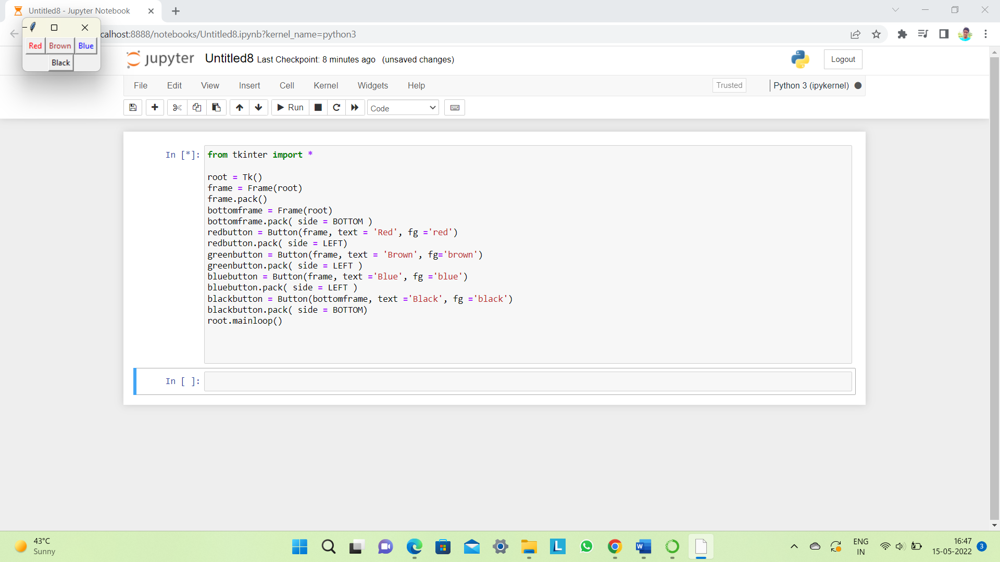 Untitled8 - Jupyter Notebook
calhost:8888/notebooks/Untitled8.ipynb?kernel_name=python3
Red Brown Blue
Black
jupyter Untitled8 Last Checkpoint: 8 minutes ago (unsaved changes)
Logout
File Edit View Insert Cell Kernel Widgets Help
Trusted
Python 3 (ipykernel)
Run
Code
In [*]:
from tkinter import *
root = Tk()
frame = Frame(root)
frame.pack()
bottomframe = Frame(root)
bottomframe.pack( side = BOTTOM )
redbutton = Button(frame, text = 'Red', fg ='red')
redbutton.pack( side = LEFT)
greenbutton = Button(frame, text = 'Brown', fg='brown')
greenbutton.pack( side = LEFT )
bluebutton = Button(frame, text ='Blue', fg ='blue')
bluebutton.pack( side = LEFT )
blackbutton = Button(bottomframe, text ='Black', fg ='black')
blackbutton.pack( side = BOTTOM)
root.mainloop()
In [ ]:
43°C
Sunny
L
W
ENG
IN
16:47
15-05-2022
3